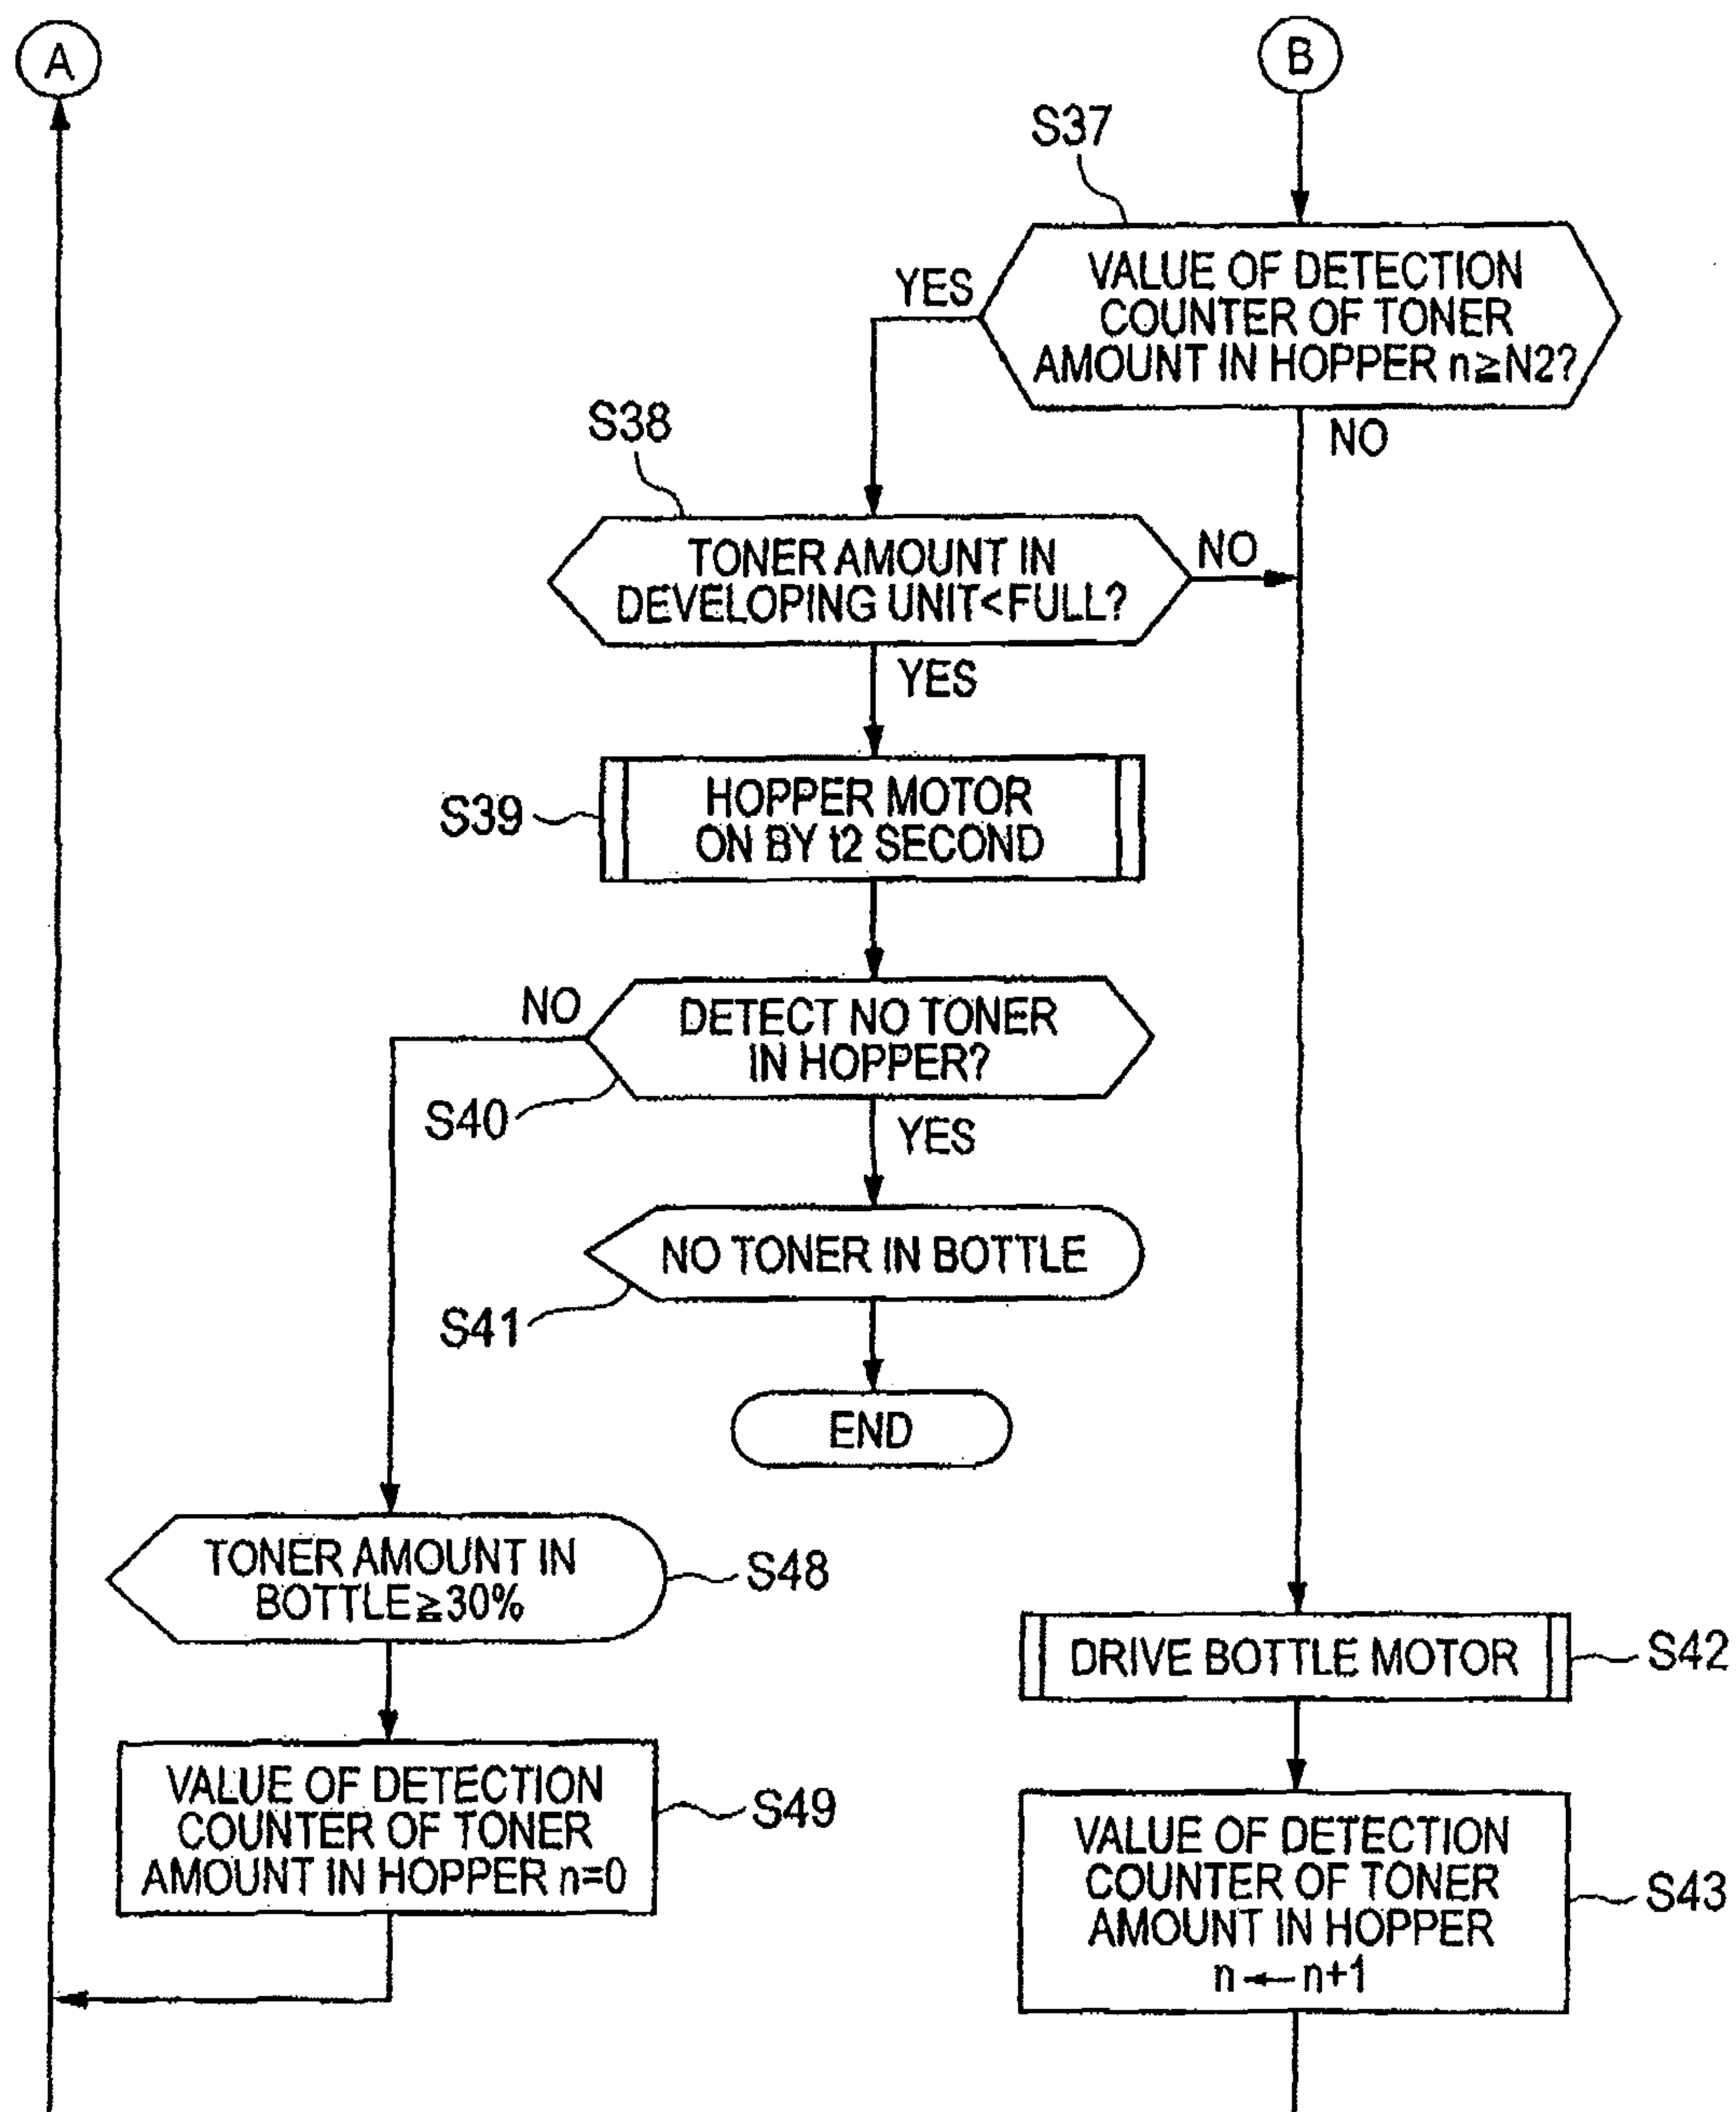 A
B
S37
VALUE OF DETECTION
COUNTER OF TONER
AMOUNT IN HOPPER n≧N2?
YES
NO
S38
TONER AMOUNT IN
DEVELOPING UNIT<FULL?
NO
YES
S39
HOPPER MOTOR
ON BY t2 SECOND
NO
DETECT NO TONER
IN HOPPER?
S40
YES
NO TONER IN BOTTLE
S41
END
TONER AMOUNT IN
BOTTLE≧30%
S48
DRIVE BOTTLE MOTOR
S42
VALUE OF DETECTION
COUNTER OF TONER
AMOUNT IN HOPPER n=0
S49
VALUE OF DETECTION
COUNTER OF TONER
AMOUNT IN HOPPER
n←n+1
S43